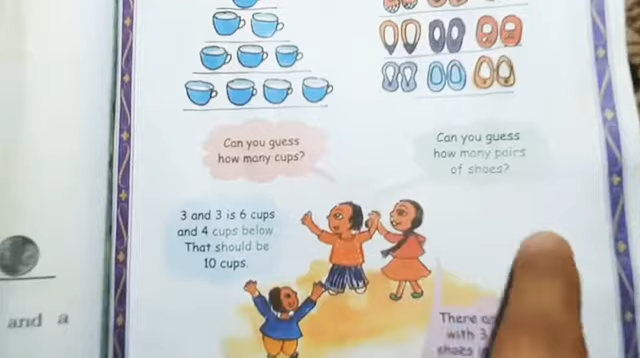 Can you guess
how many cups?
Can you guess
how many pairs
of shoes?
3 and 3 is 6 cups
and 4 cups below
That should be
10 cups.
and a
There
with 3
shoes